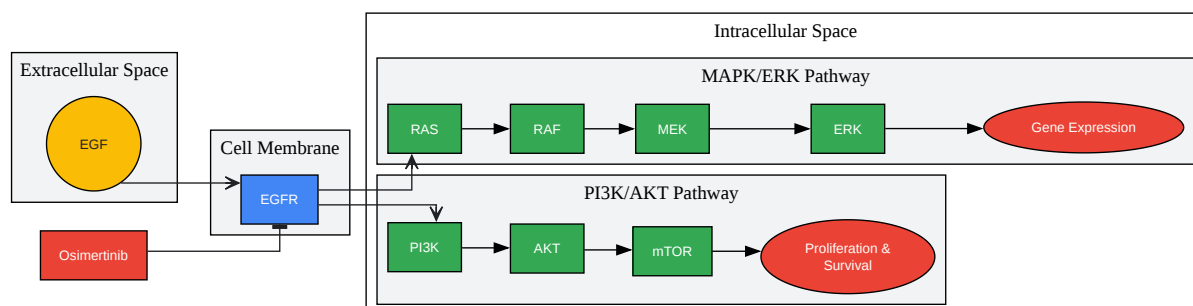 Intracellular Space
Extracellular Space
MAPK/ERK Pathway
EGF
RAS
RAF
MEK
ERK
Gene Expression
Cell Membrane
EGFR
PI3K/AKT Pathway
Osimertinib
PI3K
AKT
mTOR
Proliferation &
Survival